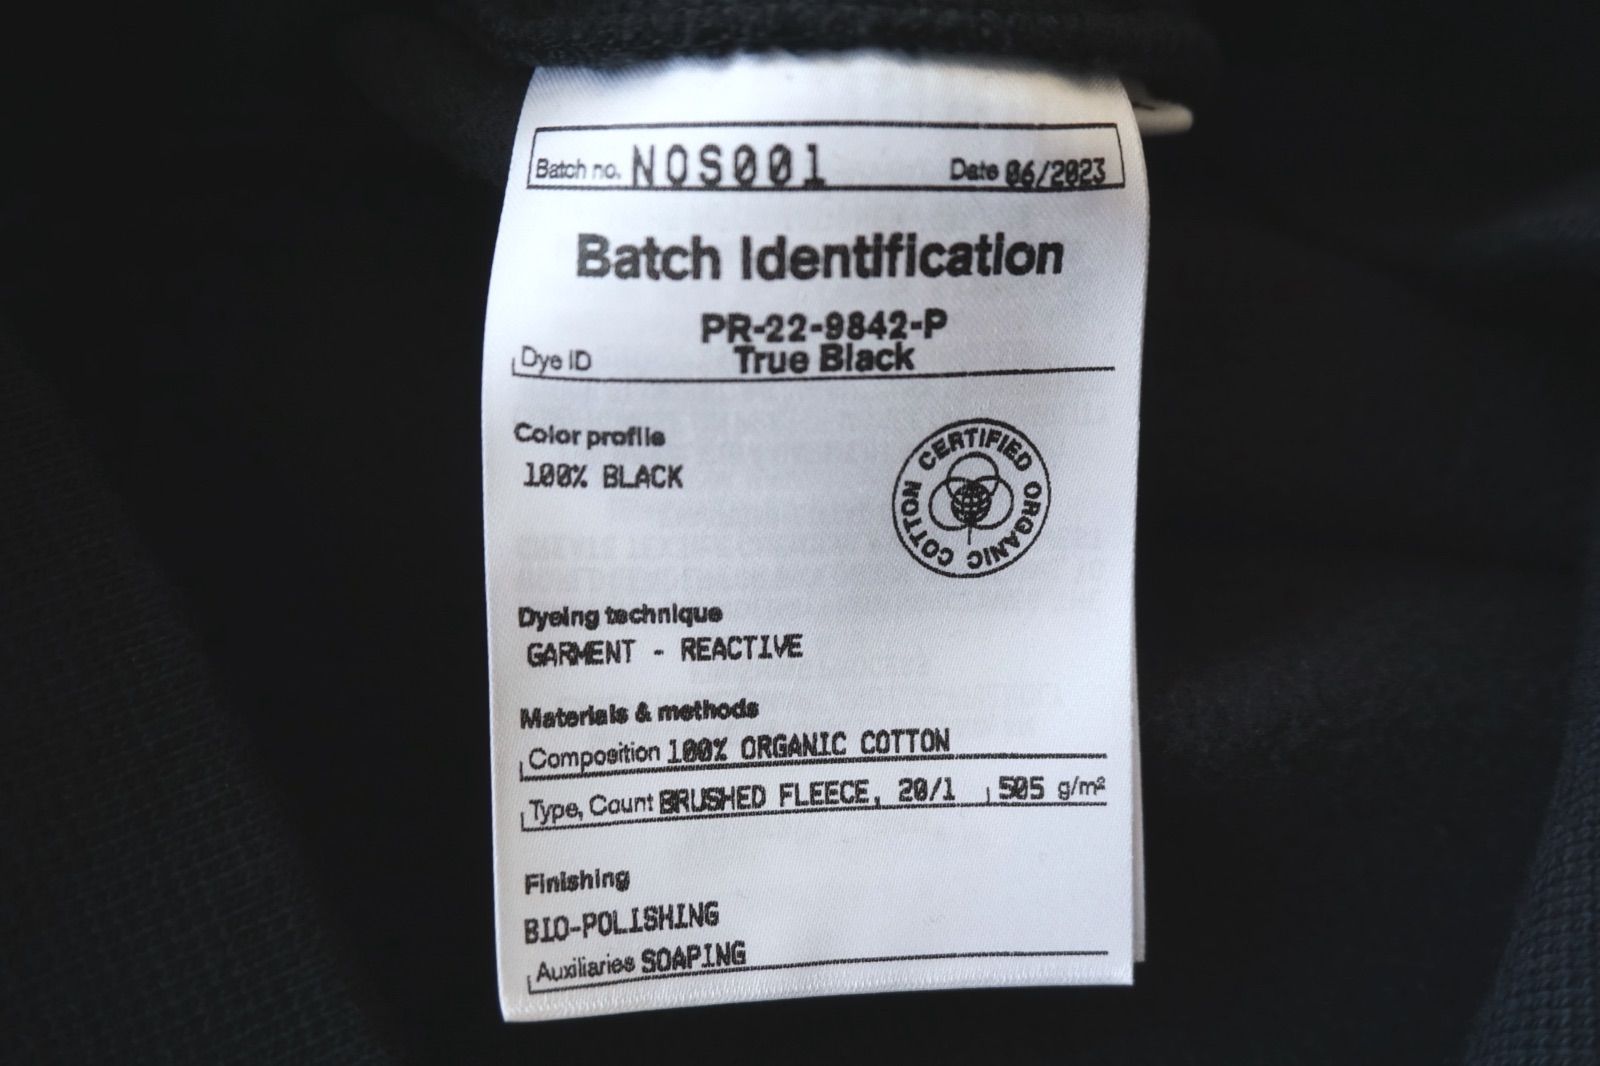 Batch no. NOS001 Date 06/2023
Batch Identification
PR-22-9842-P
Dye ID True Black
Color profile
100% BLACK
CERTIFIED ORGANIC COTTON
Dyeing technique
GARMENT - REACTIVE
Materials & methods
Composition 100% ORGANIC COTTON
Type, Count BRUSHED FLEECE, 20/1 505 g/m²
Finishing
BIO-POLISHING
Auxiliaries SOAPING